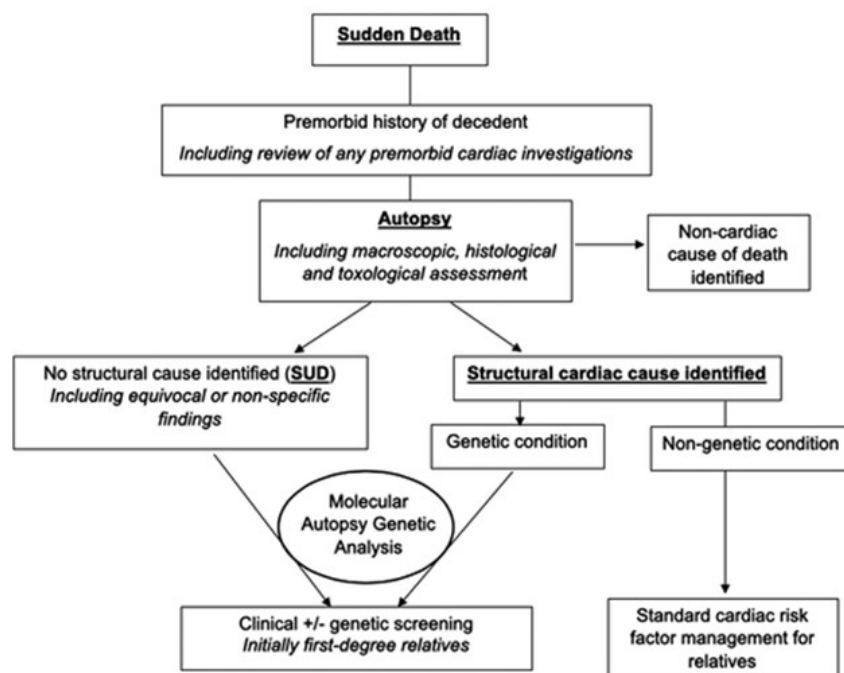 Sudden Death
Premorbid history of decedent
Including review of any premorbid cardiac investigations
Autopsy
Including macroscopic, histological
and toxological assessment
Non-cardiac
cause of death
identified
No structural cause identified (SUD)
Including equivocal or non-specific
findings
Structural cardiac cause identified
Genetic condition
Non-genetic condition
Molecular
Autopsy Genetic
Analysis
Clinical +/- genetic screening
Initially first-degree relatives
Standard cardiac risk
factor management for
relatives